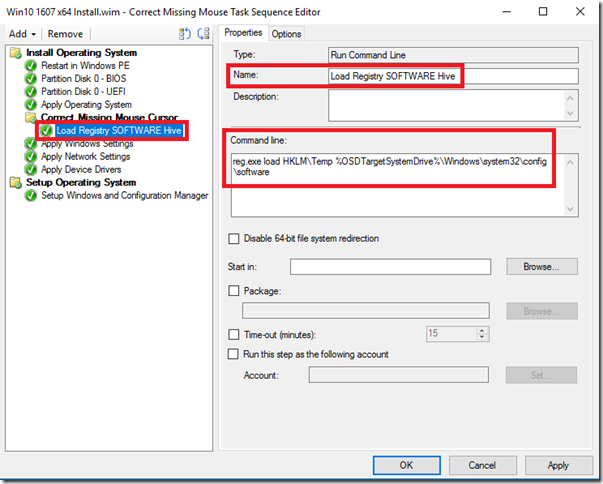 Win10 1607 x64 Install.wim - Correct Missing Mouse Task Sequence Editor
Add
Remove
Install Operating System
Restart in Windows PE
Partition Disk 0 - BIOS
Partition Disk 0 - UEFI
Apply Operating System
Correct Missing Mouse Cursor
Load Registry SOFTWARE Hive
Apply Windows Settings
Apply Network Settings
Apply Device Drivers
Setup Operating System
Setup Windows and Configuration Manager
Properties
Options
Type:
Run Command Line
Name:
Load Registry SOFTWARE Hive
Description:
Command line:
reg.exe load HKLM\Temp %OSDTargetSystemDrive%\Windows\system32\config
\software
Disable 64-bit file system redirection
Start in:
Browse...
Package:
Browse...
Time-out (minutes):
15
Run this step as the following account
Account:
Set...
OK
Cancel
Apply